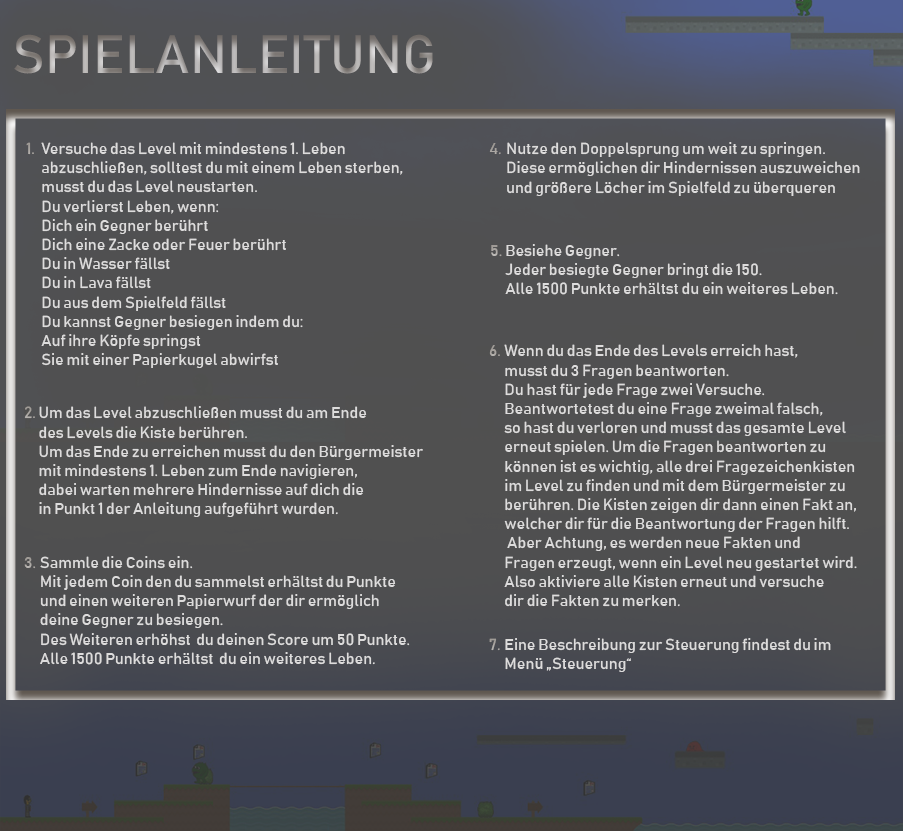 SPIELANLEITUNG
1. Versuche das Level mit mindestens 1. Leben
abzuschließen, solltest du mit einem Leben sterben,
musst du das Level neustarten.
Du verlierst Leben, wenn:
Dich ein Gegner berührt
Dich eine Zacke oder Feuer berührt
Du in Wasser fällst
Du in Lava fällst
Du aus dem Spielfeld fällst
Du kannst Gegner besiegen indem du:
Auf ihre Köpfe springst
Sie mit einer Papierkugel abwirfst
2. Um das Level abzuschließen musst du am Ende
des Levels die Kiste berühren.
Um das Ende zu erreichen musst du den Bürgermeister
mit mindestens 1. Leben zum Ende navigieren,
dabei warten mehrere Hindernisse auf dich die
in Punkt 1 der Anleitung aufgeführt wurden.
3. Sammle die Coins ein.
Mit jedem Coin den du sammelst erhältst du Punkte
und einen weiteren Papierwurf der dir ermöglich
deine Gegner zu besiegen.
Des Weiteren erhöhst du deinen Score um 50 Punkte.
Alle 1500 Punkte erhältst du ein weiteres Leben.
4. Nutze den Doppelsprung um weit zu springen.
Diese ermöglichen dir Hindernissen auszuweichen
und größere Löcher im Spielfeld zu überqueren
5. Besiehe Gegner.
Jeder besiegte Gegner bringt die 150.
Alle 1500 Punkte erhältst du ein weiteres Leben.
6. Wenn du das Ende des Levels erreich hast,
musst du 3 Fragen beantworten.
Du hast für jede Frage zwei Versuche.
Beantwortetest du eine Frage zweimal falsch,
so hast du verloren und musst das gesamte Level
erneut spielen. Um die Fragen beantworten zu
können ist es wichtig, alle drei Fragezeichenkisten
im Level zu finden und mit dem Bürgermeister zu
berühren. Die Kisten zeigen dir dann einen Fakt an,
welcher dir für die Beantwortung der Fragen hilft.
Aber Achtung, es werden neue Fakten und
Fragen erzeugt, wenn ein Level neu gestartet wird.
Also aktiviere alle Kisten erneut und versuche
dir die Fakten zu merken.
7. Eine Beschreibung zur Steuerung findest du im
Menü „Steuerung“